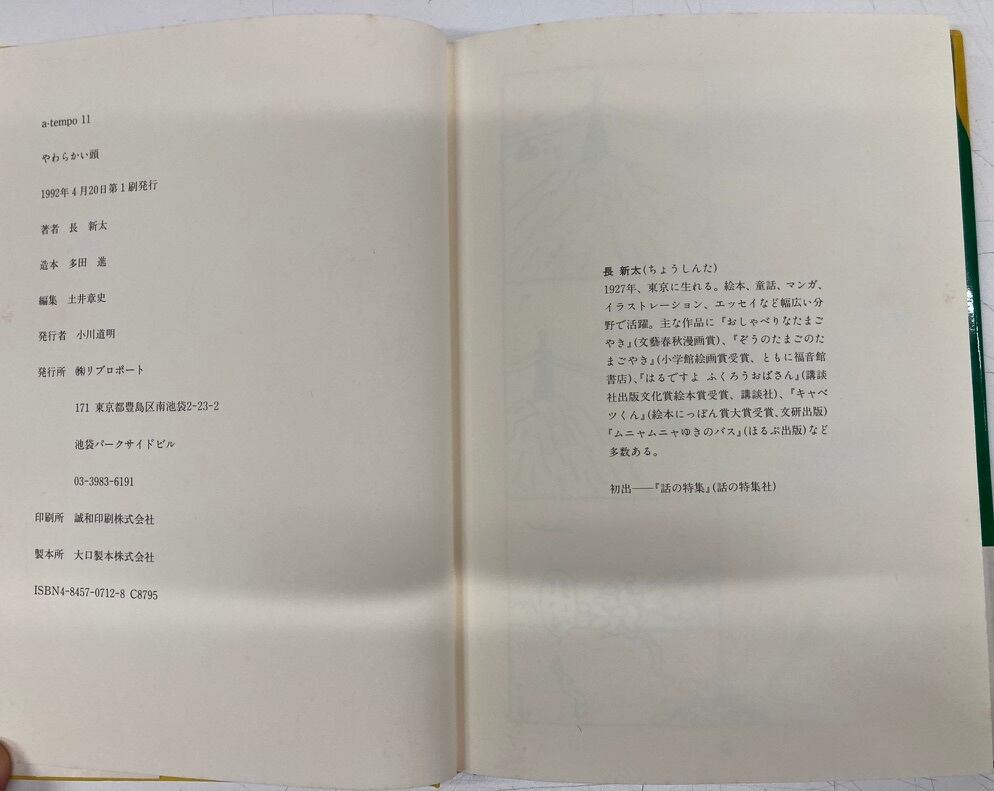 a-tempo 11
やわらかい頭
1992年4月20日第1刷発行
著者 長 新太
造本 多田 進
編集 土井章史
発行者 小川道明
発行所 ㈱リブロポート
171 東京都豊島区南池袋2-23-2
池袋パークサイドビル
03-3983-6191
印刷所 誠和印刷株式会社
製本所 大口製本株式会社
ISBN4-8457-0712-8 C8795
長 新太(ちょうしんた)
1927年、東京に生れる。絵本、童話、マンガ、
イラストレーション、エッセイなど幅広い分
野で活躍。主な作品に『おしゃべりなたまご
やき』(文藝春秋漫画賞)、『ぞうのたまごのた
まごやき』(小学館絵画賞受賞、ともに福音館
書店)、『はるですよ ふくろうおばさん』(講談
社出版文化賞絵本賞受賞、講談社)、『キャベ
ツくん』(絵本にっぽん賞大賞受賞、文研出版)
『ムニャムニャゆきのバス』(ほるぷ出版)など
多数ある。
初出――『話の特集』(話の特集社)